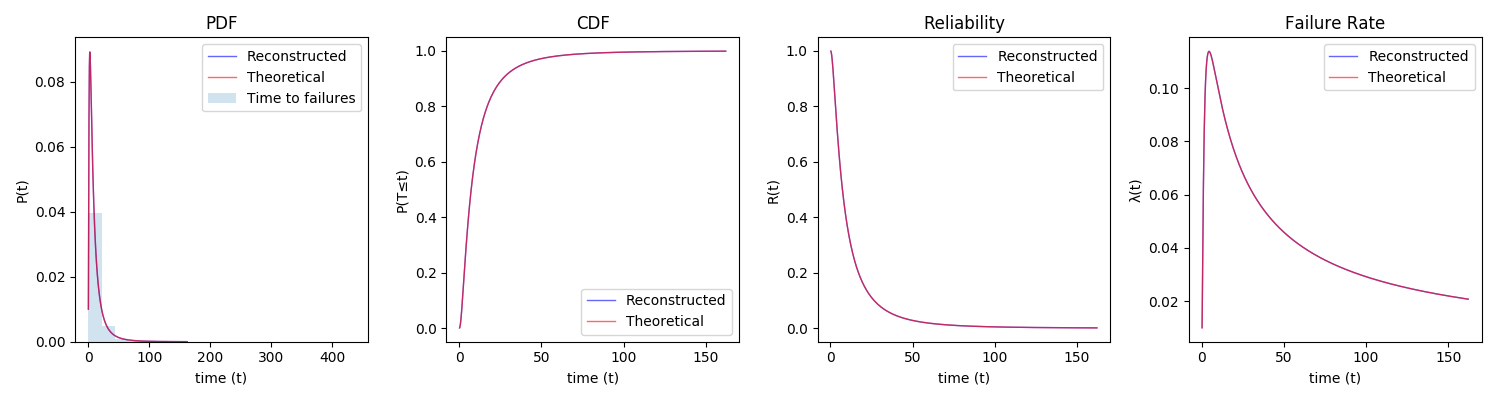 PDF
P(t)
0.08
0.06
0.04
0.02
0.00
0
100
200
300
400
time (t)
Reconstructed
Theoretical
Time to failures
CDF
P(T≤t)
1.0
0.8
0.6
0.4
0.2
0.0
0
50
100
150
time (t)
Reconstructed
Theoretical
Reliability
R(t)
1.0
0.8
0.6
0.4
0.2
0.0
0
50
100
150
time (t)
Reconstructed
Theoretical
Failure Rate
λ(t)
0.10
0.08
0.06
0.04
0.02
0
50
100
150
time (t)
Reconstructed
Theoretical